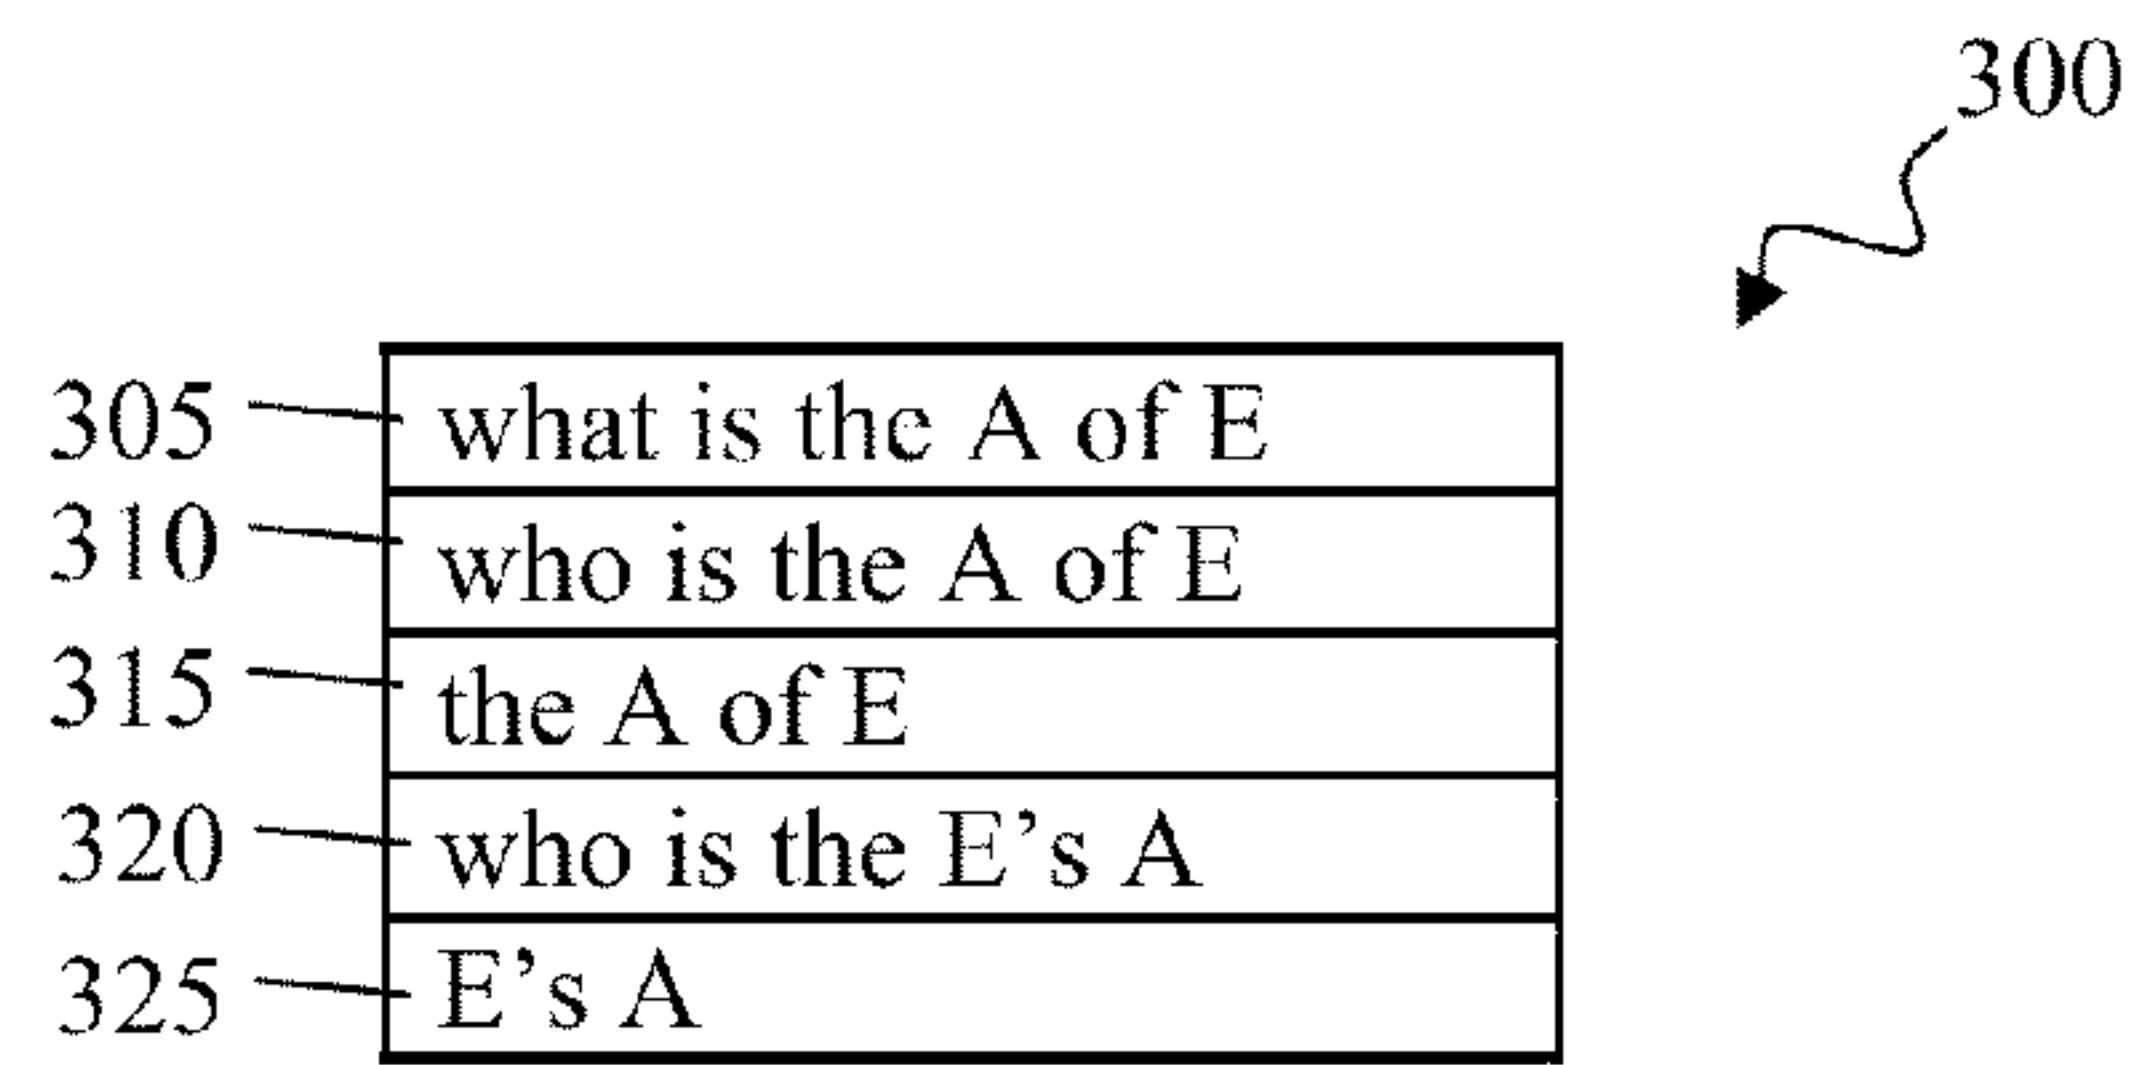 300
305 what is the A of E
310 who is the A of E
315 the A of E
320 who is the E’s A
325 E’s A